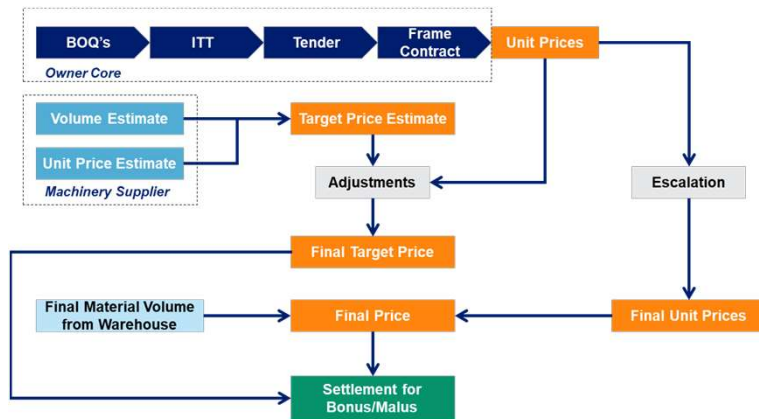 BOQ's
ITT
Tender
Frame
Contract
Unit Prices
Owner Core
Volume Estimate
Target Price Estimate
Unit Price Estimate
Machinery Supplier
Adjustments
Escalation
Final Target Price
Final Material Volume
from Warehouse
Final Price
Final Unit Prices
Settlement for
Bonus/Malus